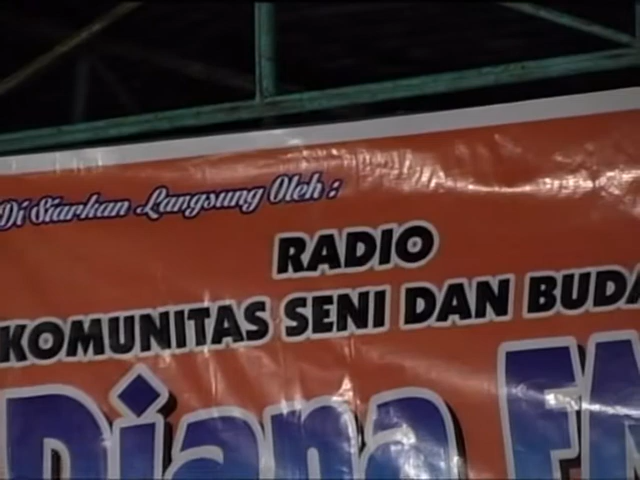 Di Siarkan Langsung Oleh :
RADIO
KOMUNITAS SENI DAN BUDA
Diana FM